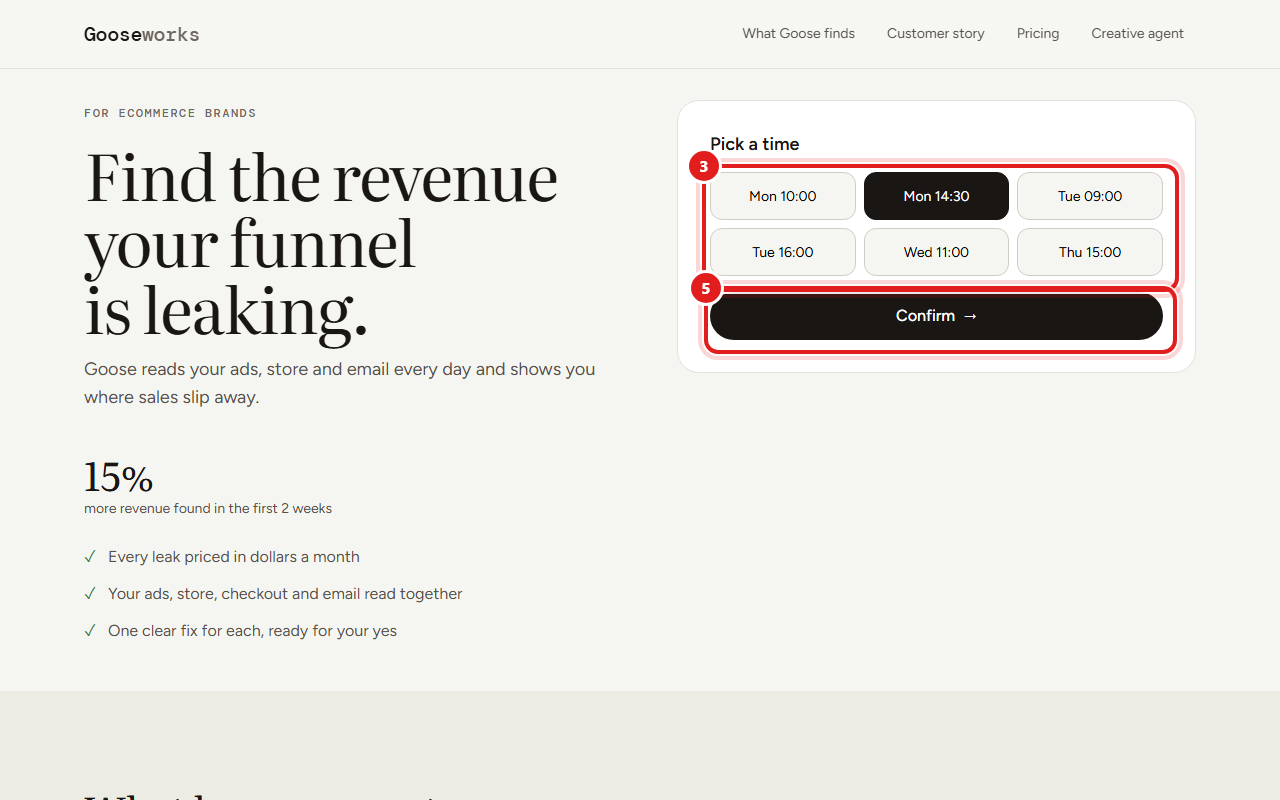 Gooseworks
What Goose finds
Customer story
Pricing
Creative agent
FOR ECOMMERCE BRANDS
Find the revenue
your funnel
is leaking.
Goose reads your ads, store and email every day and shows you
where sales slip away.
15%
more revenue found in the first 2 weeks
✓ Every leak priced in dollars a month
✓ Your ads, store, checkout and email read together
✓ One clear fix for each, ready for your yes
Pick a time
3
Mon 10:00
Mon 14:30
Tue 09:00
Tue 16:00
Wed 11:00
Thu 15:00
5
Confirm →